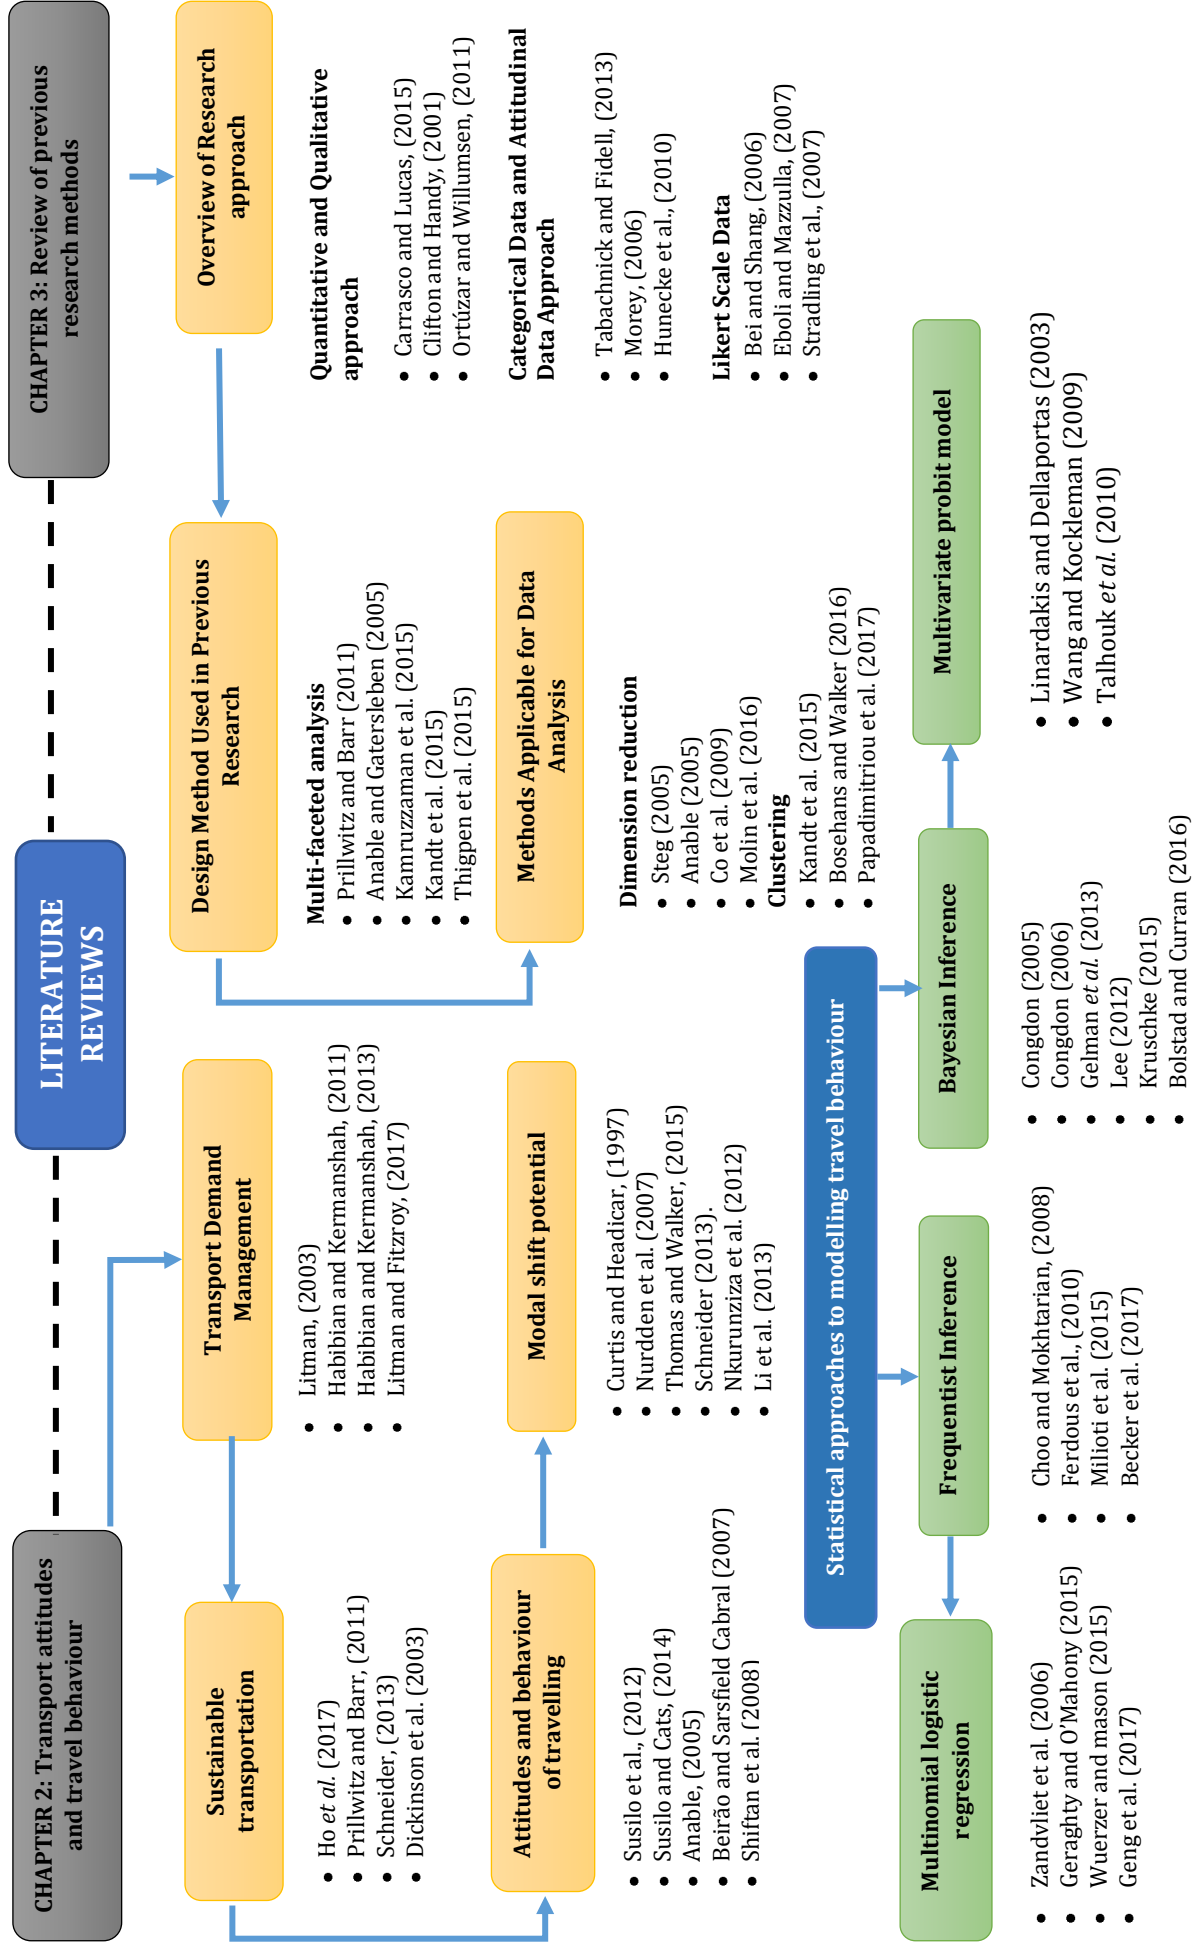 LITERATURE
REVIEWS
CHAPTER 2: Transport attitudes
and travel behaviour
CHAPTER 3: Review of previous
research methods
Sustainable
transportation
• Ho et al. (2017)
• Prillwitz and Barr, (2011)
• Schneider, (2013)
• Dickinson et al. (2003)
Transport Demand
Management
• Litman, (2003)
• Habibian and Kermanshah, (2011)
• Habibian and Kermanshah, (2013)
• Litman and Fitzroy, (2017)
Design Method Used in Previous
Research
Multi-faceted analysis
• Prillwitz and Barr (2011)
• Anable and Gatersleben (2005)
• Kamruzzaman et al. (2015)
• Kandt et al. (2015)
• Thigpen et al. (2015)
Overview of Research
approach
Quantitative and Qualitative
approach
• Carrasco and Lucas, (2015)
• Clifton and Handy, (2001)
• Ortúzar and Willumsen, (2011)
Categorical Data and Attitudinal
Data Approach
• Tabachnick and Fidell, (2013)
• Morey, (2006)
• Hunecke et al., (2010)
Likert Scale Data
• Bei and Shang, (2006)
• Eboli and Mazzulla, (2007)
• Stradling et al., (2007)
Attitudes and behaviour
of travelling
• Susilo et al., (2012)
• Susilo and Cats, (2014)
• Anable, (2005)
• Beirão and Sarsfield Cabral (2007)
• Shiftan et al. (2008)
Modal shift potential
• Curtis and Headicar, (1997)
• Nurdden et al. (2007)
• Thomas and Walker, (2015)
• Schneider (2013).
• Nkurunziza et al. (2012)
• Li et al. (2013)
Methods Applicable for Data
Analysis
Dimension reduction
• Steg (2005)
• Anable (2005)
• Co et al. (2009)
• Molin et al. (2016)
Clustering
• Kandt et al. (2015)
• Bosehans and Walker (2016)
• Papadimitriou et al. (2017)
Statistical approaches to modelling travel behaviour
Multinomial logistic
regression
• Zandvliet et al. (2006)
• Geraghty and O'Mahony (2015)
• Wuerzer and mason (2015)
• Geng et al. (2017)
Frequentist Inference
• Choo and Mokhtarian, (2008)
• Ferdous et al., (2010)
• Milioti et al. (2015)
• Becker et al. (2017)
Bayesian Inference
• Congdon (2005)
• Congdon (2006)
• Gelman et al. (2013)
• Lee (2012)
• Kruschke (2015)
• Bolstad and Curran (2016)
Multivariate probit model
• Linardakis and Dellaportas (2003)
• Wang and Kockleman (2009)
• Talhouk et al. (2010)